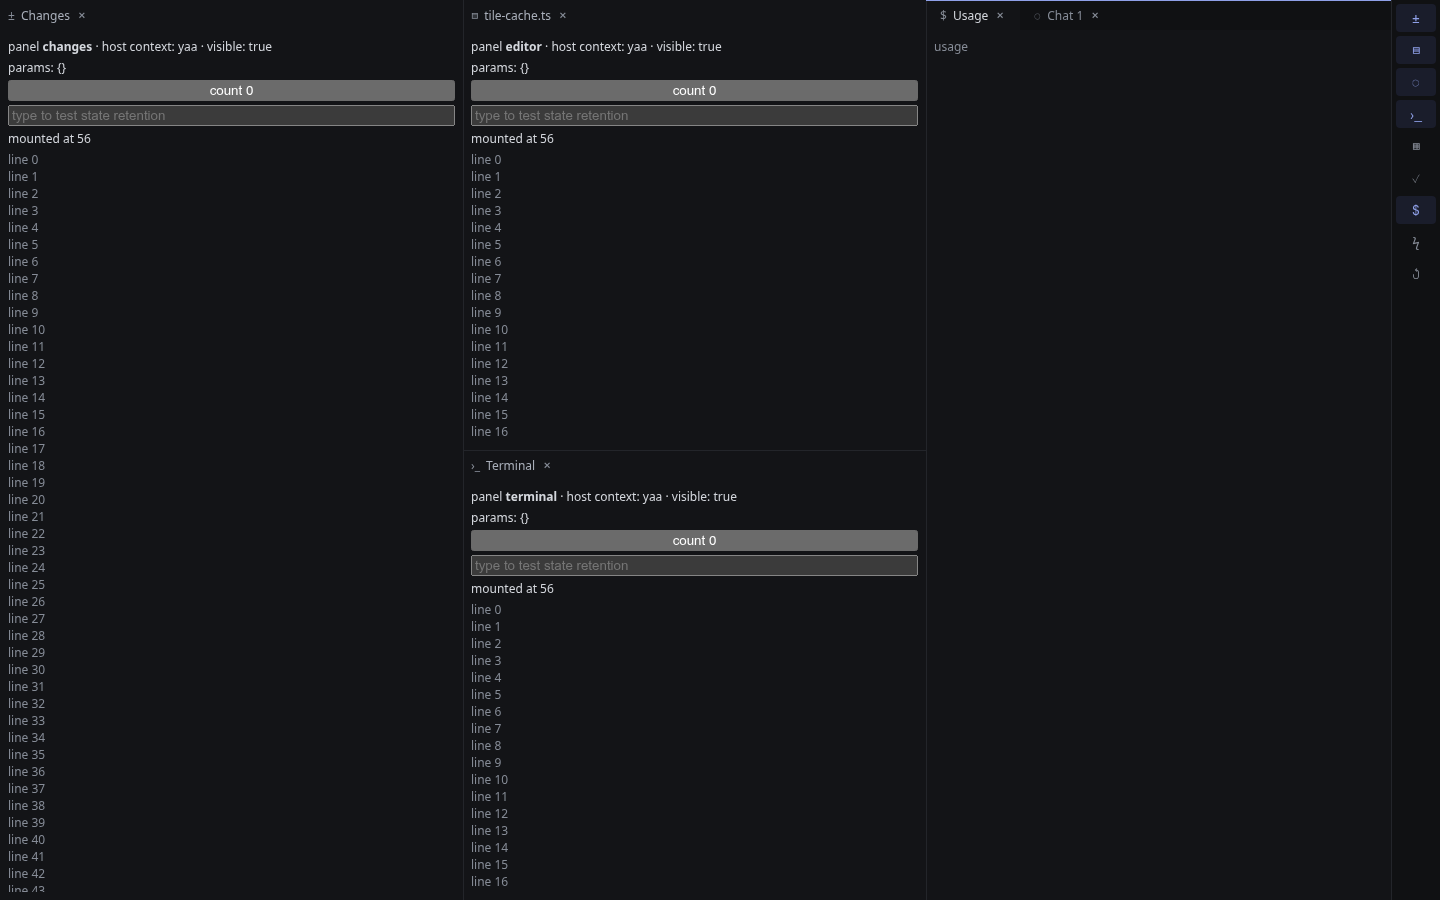 ± Changes ×
panel changes · host context: yaa · visible: true
params: {}
count 0
type to test state retention
mounted at 56
line 0
line 1
line 2
line 3
line 4
line 5
line 6
line 7
line 8
line 9
line 10
line 11
line 12
line 13
line 14
line 15
line 16
line 17
line 18
line 19
line 20
line 21
line 22
line 23
line 24
line 25
line 26
line 27
line 28
line 29
line 30
line 31
line 32
line 33
line 34
line 35
line 36
line 37
line 38
line 39
line 40
line 41
line 42
line 43
tile-cache.ts ×
panel editor · host context: yaa · visible: true
params: {}
count 0
type to test state retention
mounted at 56
line 0
line 1
line 2
line 3
line 4
line 5
line 6
line 7
line 8
line 9
line 10
line 11
line 12
line 13
line 14
line 15
line 16
›_ Terminal ×
panel terminal · host context: yaa · visible: true
params: {}
count 0
type to test state retention
mounted at 56
line 0
line 1
line 2
line 3
line 4
line 5
line 6
line 7
line 8
line 9
line 10
line 11
line 12
line 13
line 14
line 15
line 16
$ Usage ×
Chat 1 ×
usage
±
›_
✓
$